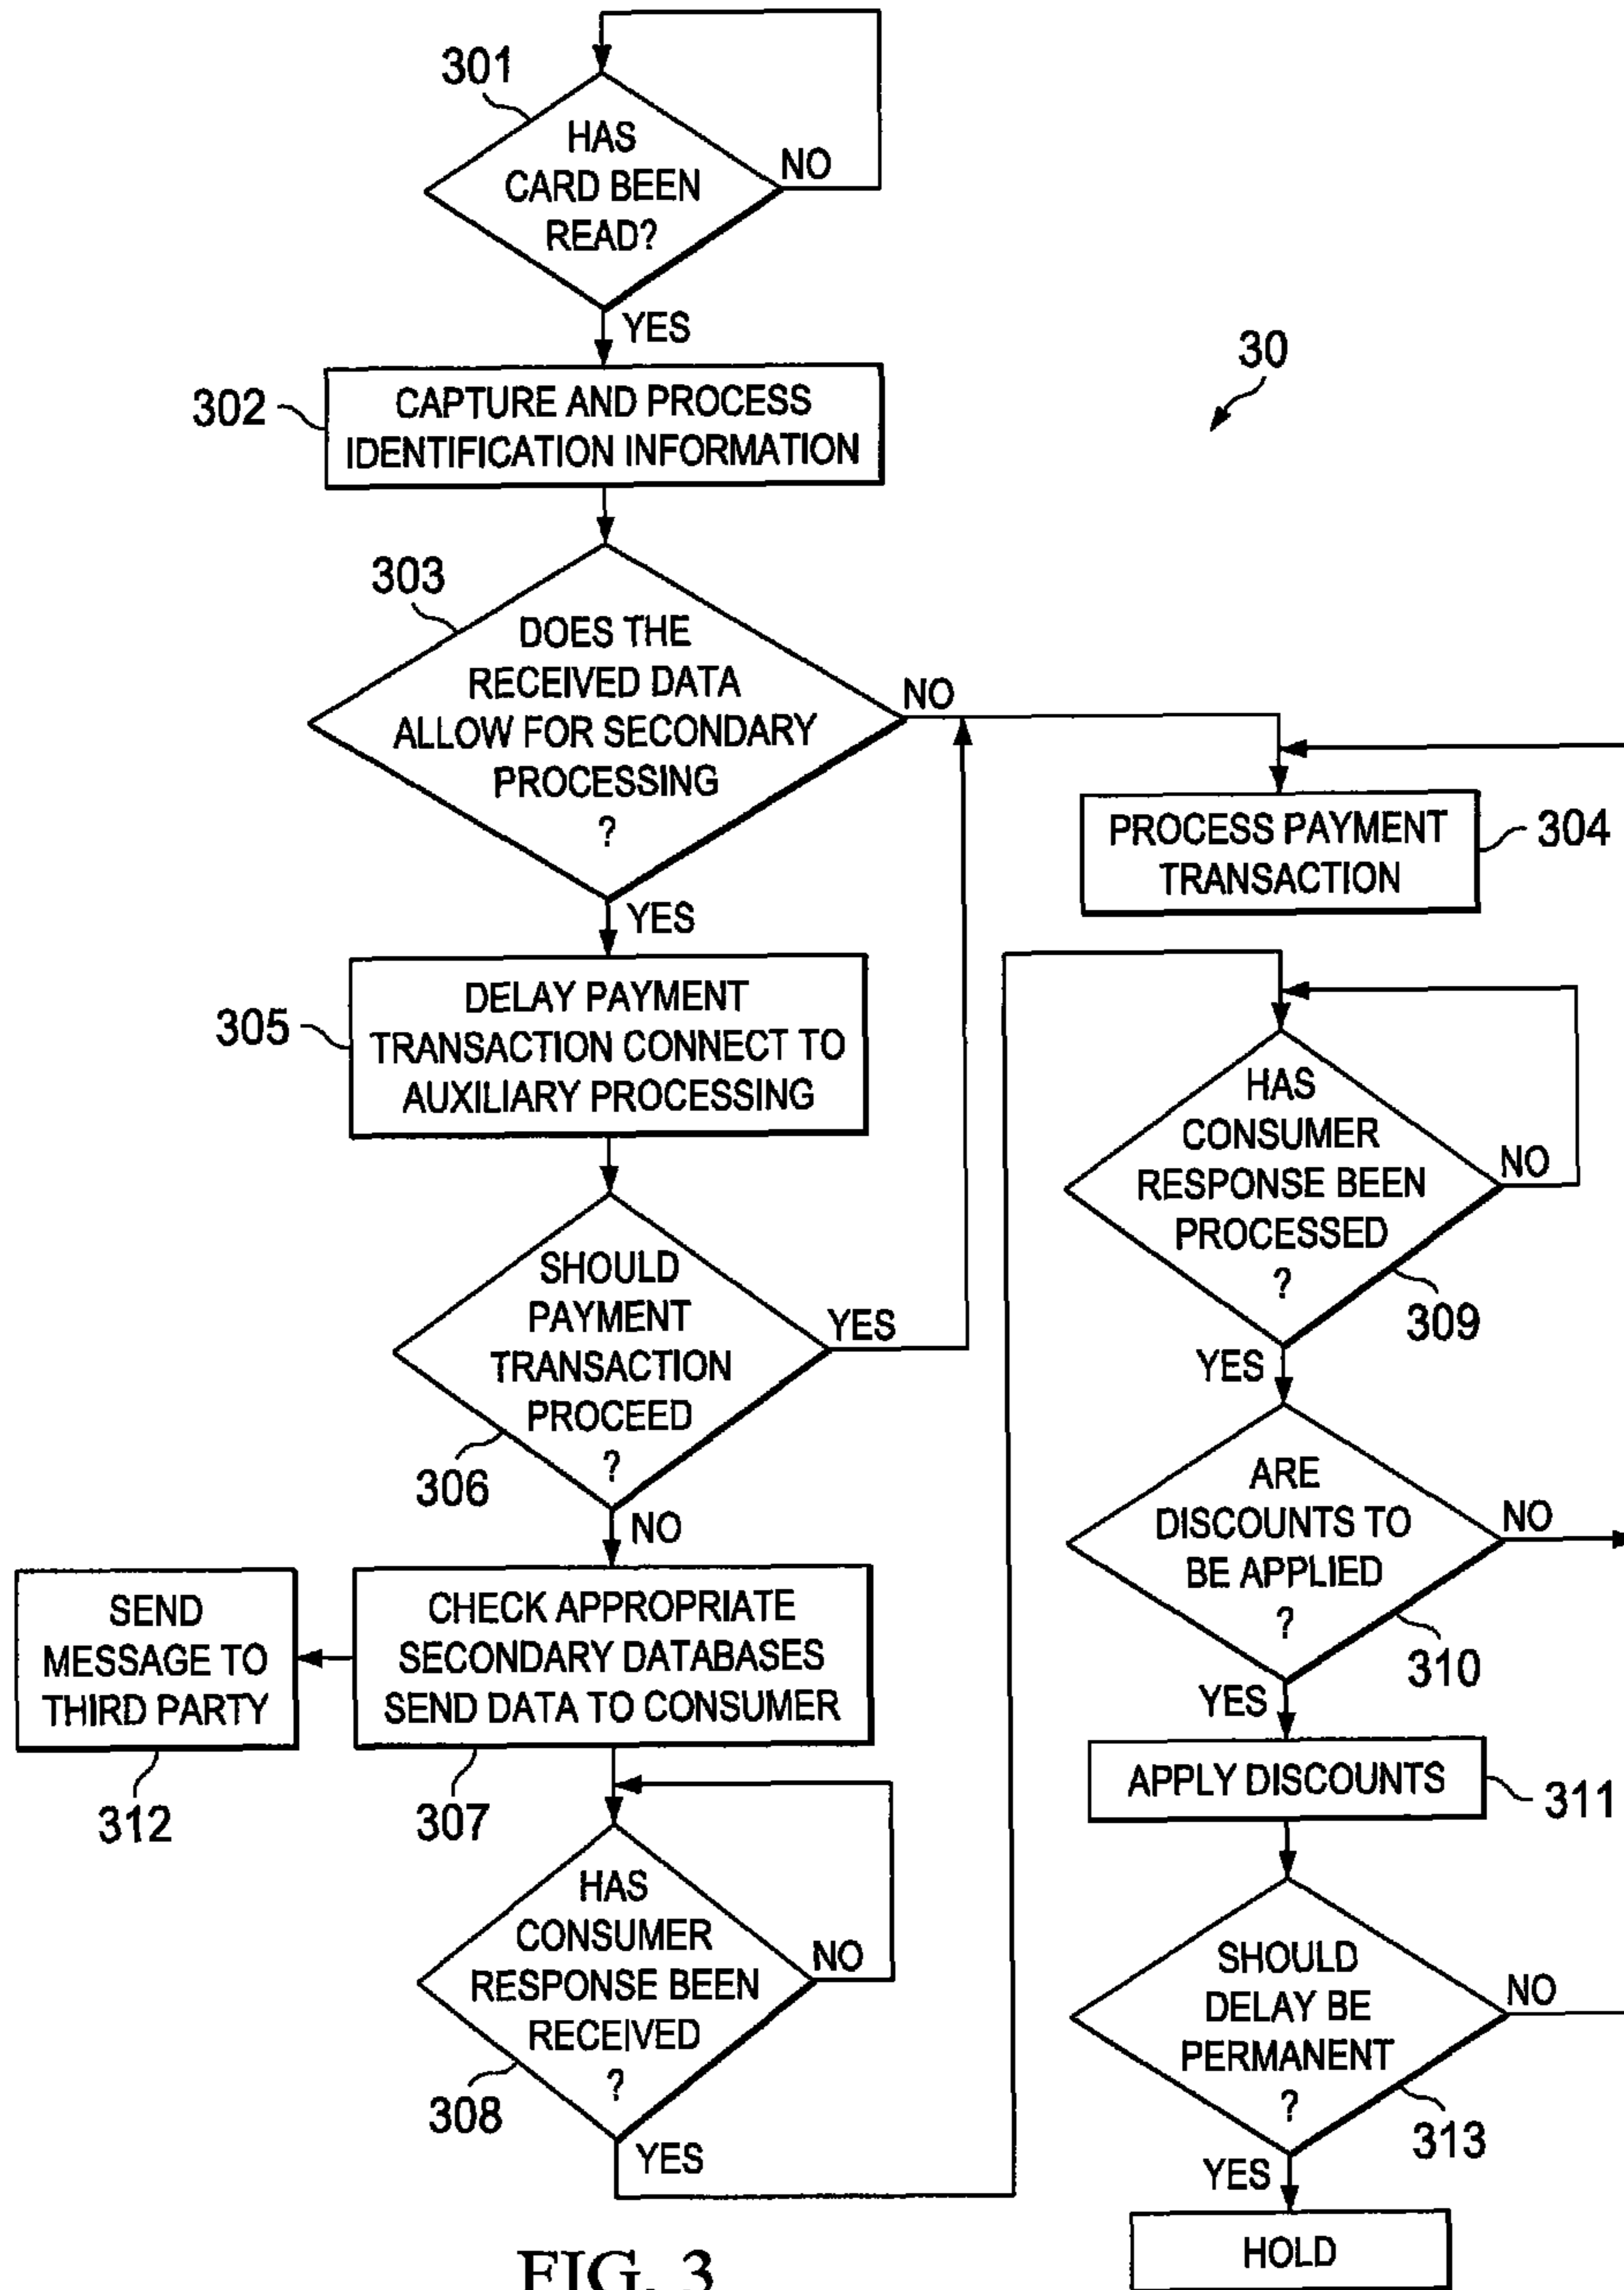 301
HAS
CARD BEEN
READ?
NO
YES
30
302
CAPTURE AND PROCESS
IDENTIFICATION INFORMATION
303
DOES THE
RECEIVED DATA
ALLOW FOR SECONDARY
PROCESSING
?
NO
YES
PROCESS PAYMENT
TRANSACTION
304
305
DELAY PAYMENT
TRANSACTION CONNECT TO
AUXILIARY PROCESSING
SHOULD
PAYMENT
TRANSACTION
PROCEED
?
YES
306
NO
SEND
MESSAGE TO
THIRD PARTY
312
CHECK APPROPRIATE
SECONDARY DATABASES
SEND DATA TO CONSUMER
307
HAS
CONSUMER
RESPONSE BEEN
RECEIVED
?
NO
308
YES
HAS
CONSUMER
RESPONSE BEEN
PROCESSED
?
NO
309
YES
ARE
DISCOUNTS TO
BE APPLIED
?
NO
310
YES
APPLY DISCOUNTS
311
SHOULD
DELAY BE
PERMANENT
?
NO
313
YES
HOLD
FIG. 3